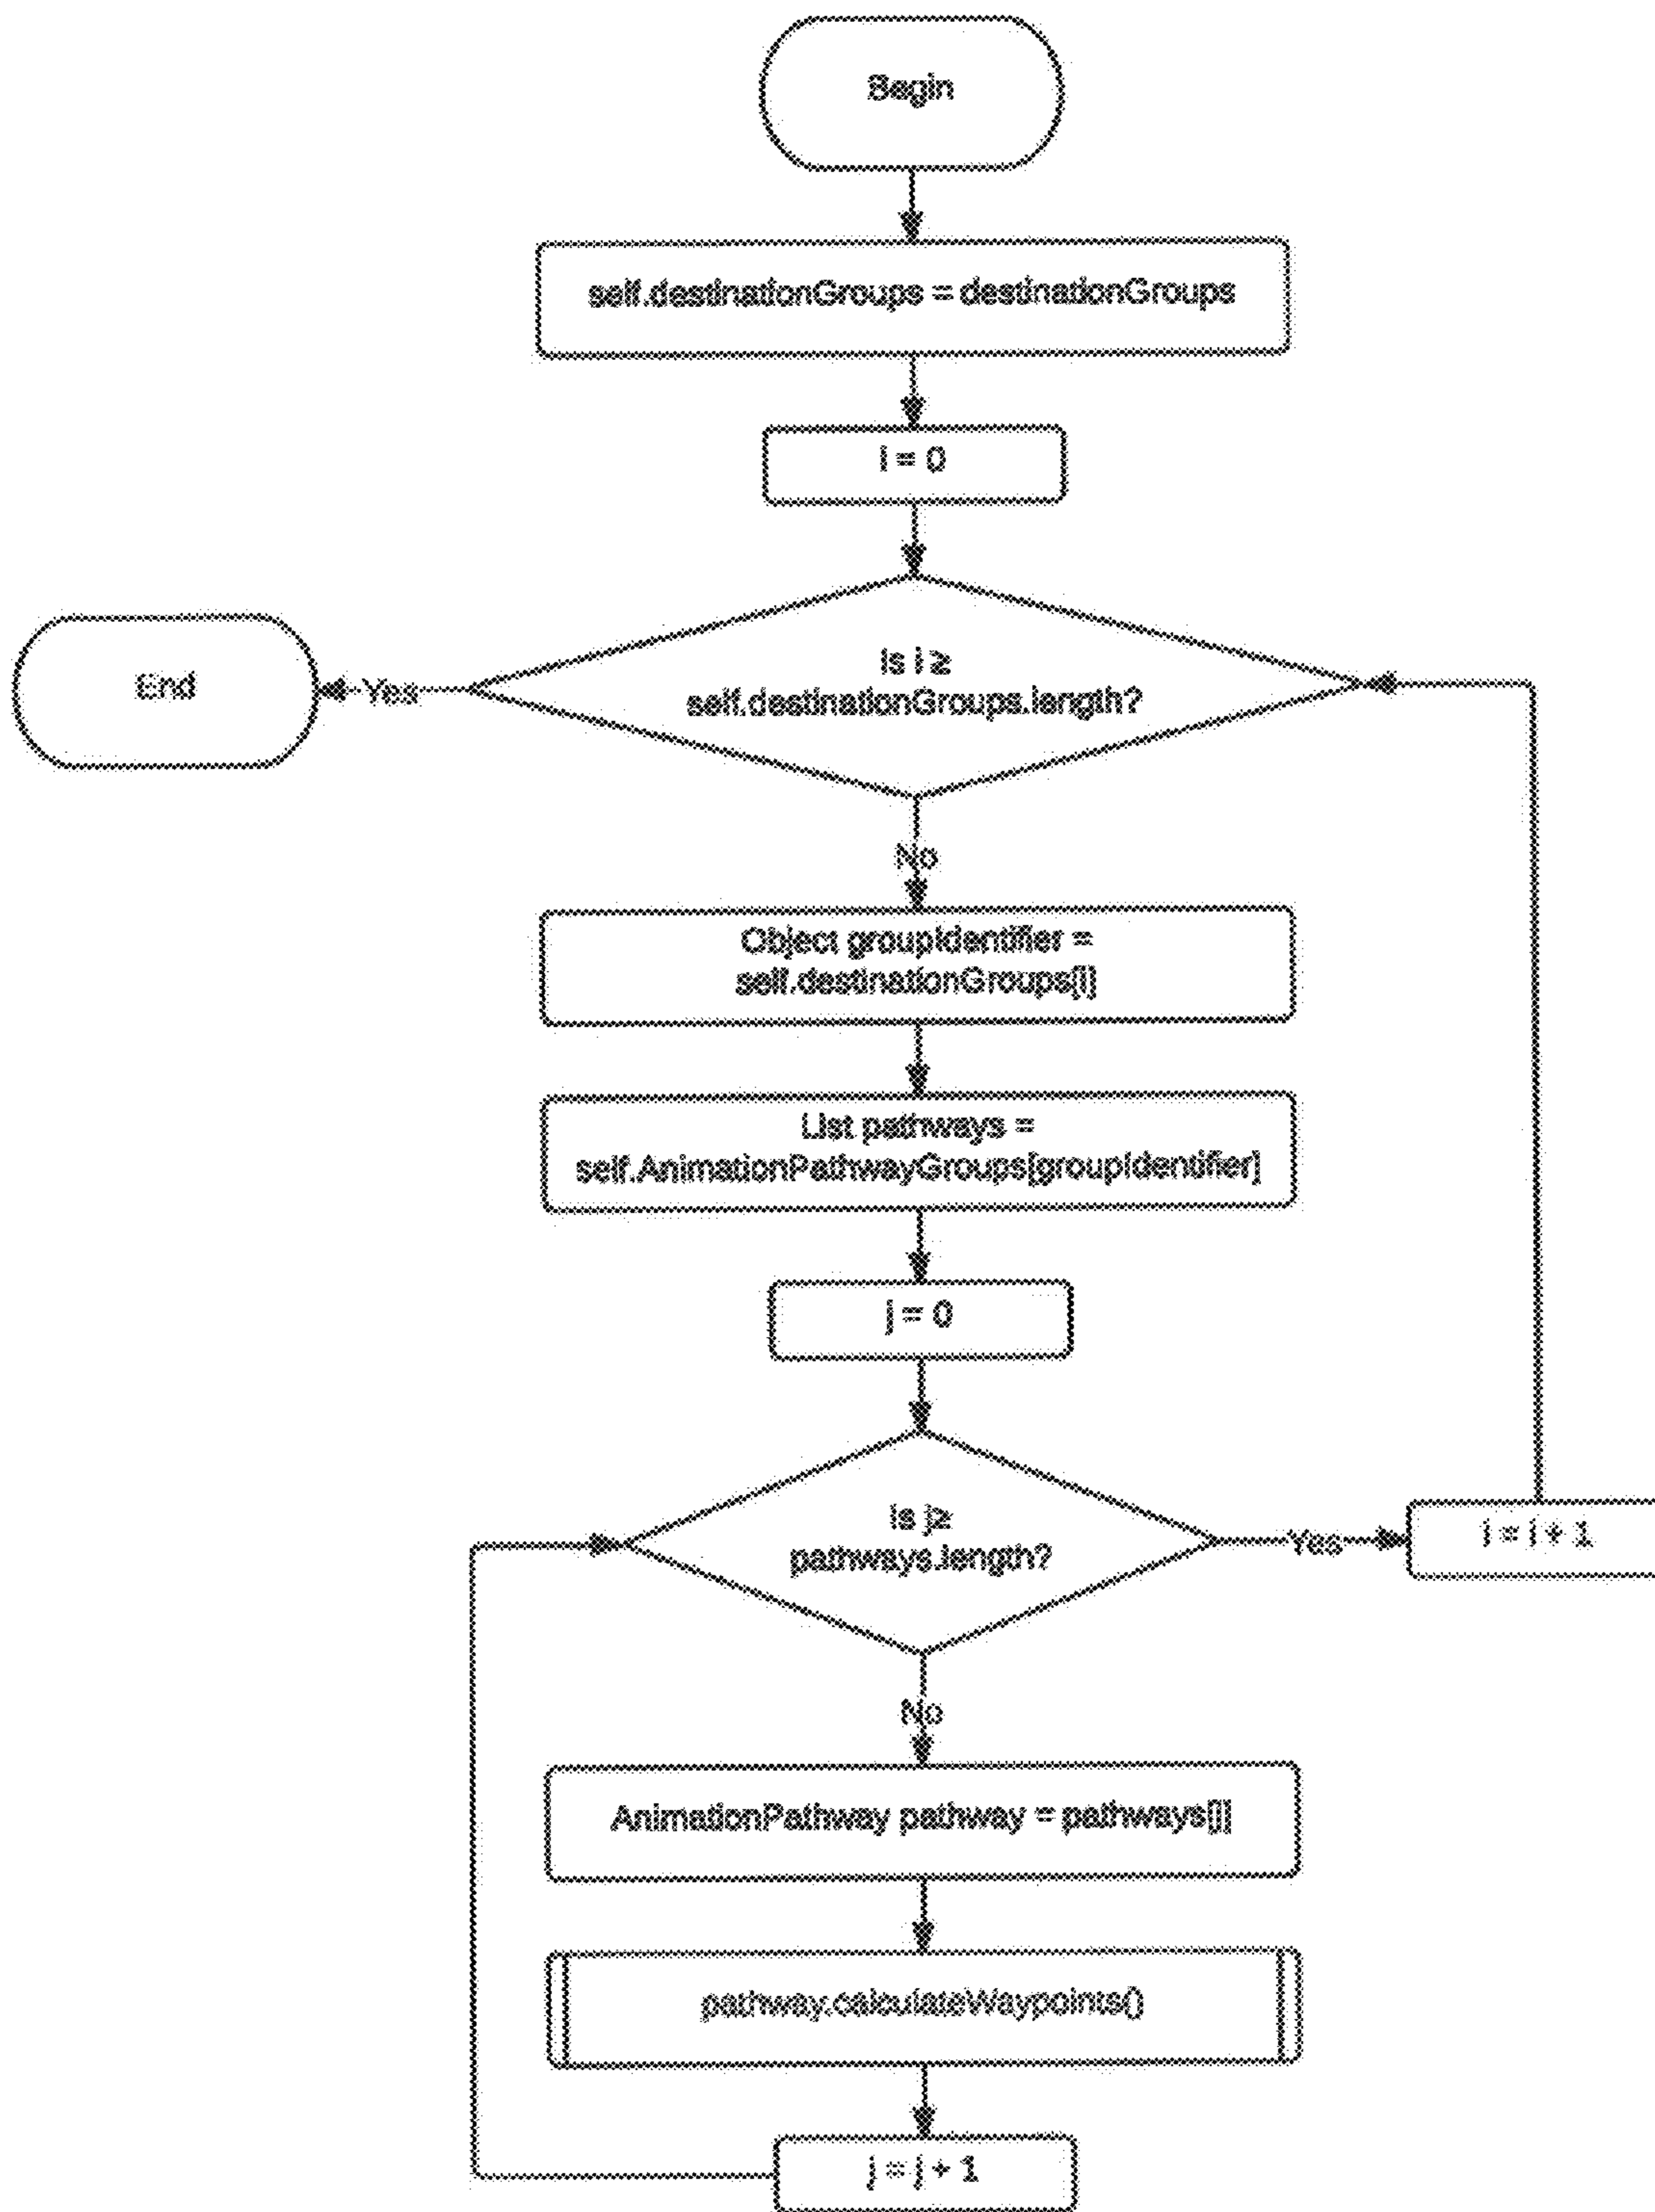 Begin
self.destinationGroups = destinationGroups
i = 0
Is i ≥
self.destinationGroups.length?
Yes
End
No
Object groupIdentifier =
self.destinationGroups[i]
List pathways =
self.AnimationPathwayGroups[groupIdentifier]
j = 0
Is j≥
pathways.length?
Yes
i = i + 1
No
AnimationPathway pathway = pathways[j]
pathway.calculateWaypoints()
j = j + 1